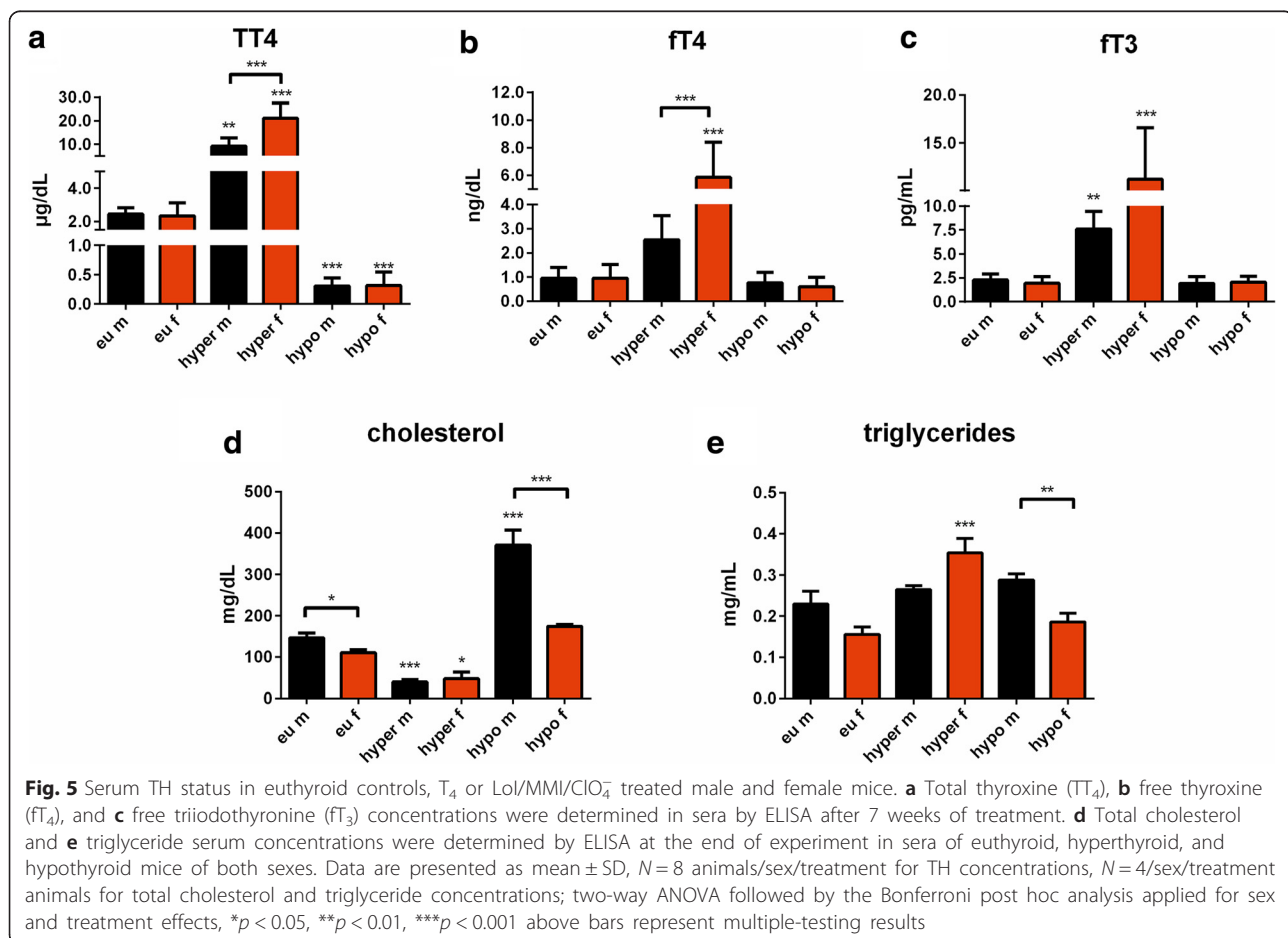 a
TT4
***
30.0
20.0
10.0
4.0
2.0
1.0
0.5
0.0
µg/dL
**
***
***
***
eu m
eu f
hyper m
hyper f
hypo m
hypo f
b
fT4
***
12.0
10.0
8.0
6.0
4.0
3.0
2.0
1.0
0.0
ng/dL
***
eu m
eu f
hyper m
hyper f
hypo m
hypo f
c
fT3
20.0
15.0
10.0
7.5
5.0
2.5
0.0
pg/mL
**
***
eu m
eu f
hyper m
hyper f
hypo m
hypo f
d
cholesterol
500
400
300
200
100
0
mg/dL
*
***
*
***
***
eu m
eu f
hyper m
hyper f
hypo m
hypo f
e
triglycerides
0.5
0.4
0.3
0.2
0.1
0.0
mg/mL
***
**
eu m
eu f
hyper m
hyper f
hypo m
hypo f
Fig. 5 Serum TH status in euthyroid controls, T₄ or LoI/MMI/ClO₄⁻ treated male and female mice. a Total thyroxine (TT₄), b free thyroxine
(fT₄), and c free triiodothyronine (fT₃) concentrations were determined in sera by ELISA after 7 weeks of treatment. d Total cholesterol
and e triglyceride serum concentrations were determined by ELISA at the end of experiment in sera of euthyroid, hyperthyroid, and
hypothyroid mice of both sexes. Data are presented as mean ± SD, N = 8 animals/sex/treatment for TH concentrations, N = 4/sex/treatment
animals for total cholesterol and triglyceride concentrations; two-way ANOVA followed by the Bonferroni post hoc analysis applied for sex
and treatment effects, *p < 0.05, **p < 0.01, ***p < 0.001 above bars represent multiple-testing results